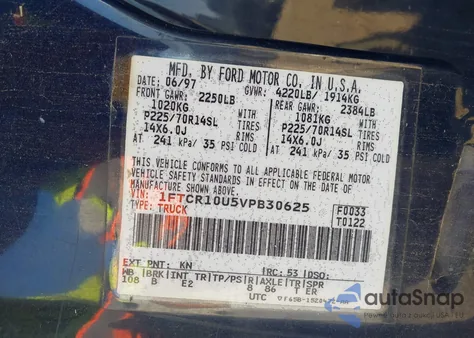 MFD. BY FORD MOTOR CO. IN U.S.A.
DATE: 06/97 GVWR: 4220LB/ 1914KG
FRONT GAWR: 2250LB REAR GAWR: 2384LB
1020KG WITH 1081KG WITH
P225/70R14SL TIRES P225/70R14SL TIRES
14X6.0J RIMS 14X6.0J RIMS
AT 241 kPa/ 35 PSI COLD AT 241 kPa/ 35 PSI COLD
THIS VEHICLE CONFORMS TO ALL APPLICABLE FEDERAL MOTOR
VEHICLE SAFETY STANDARDS IN EFFECT ON THE DATE OF
MANUFACTURE SHOWN ABOVE.
VIN: 1FTCR10U5VPB30625 F0033
TYPE: TRUCK T0122
EXT PNT: KN RC: 53 DSO:
WB BRK INT TR TP/PS R AXLE TR SPR
108 B E2 8 86 T ER
UTC
autoSnap